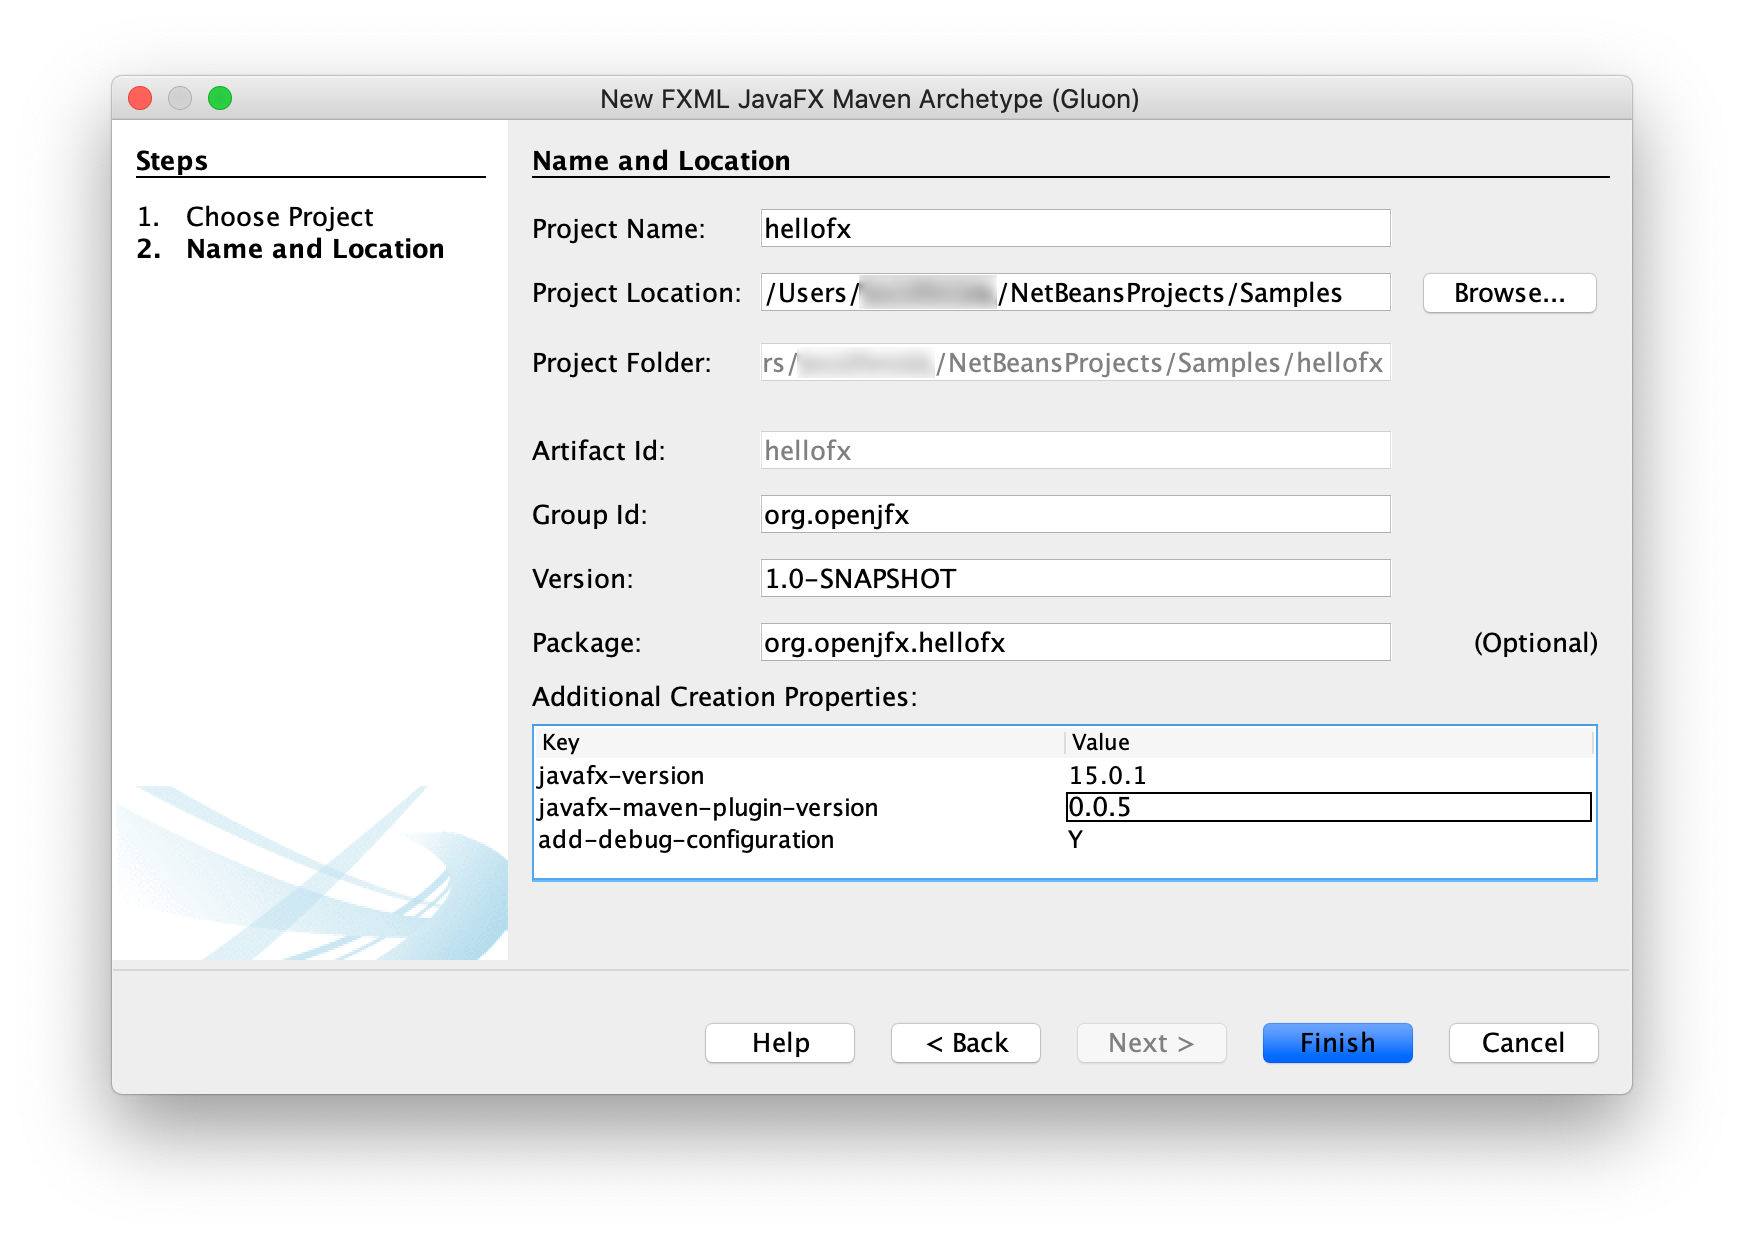 New FXML JavaFX Maven Archetype (Gluon)
Steps
1. Choose Project
2. Name and Location
Name and Location
Project Name: hellofx
Project Location: /Users/ /NetBeansProjects/Samples Browse...
Project Folder: rs/ /NetBeansProjects/Samples/hellofx
Artifact Id: hellofx
Group Id: org.openjfx
Version: 1.0-SNAPSHOT
Package: org.openjfx.hellofx (Optional)
Additional Creation Properties:
Key Value
javafx-version 15.0.1
javafx-maven-plugin-version 0.0.5
add-debug-configuration Y
Help < Back Next > Finish Cancel